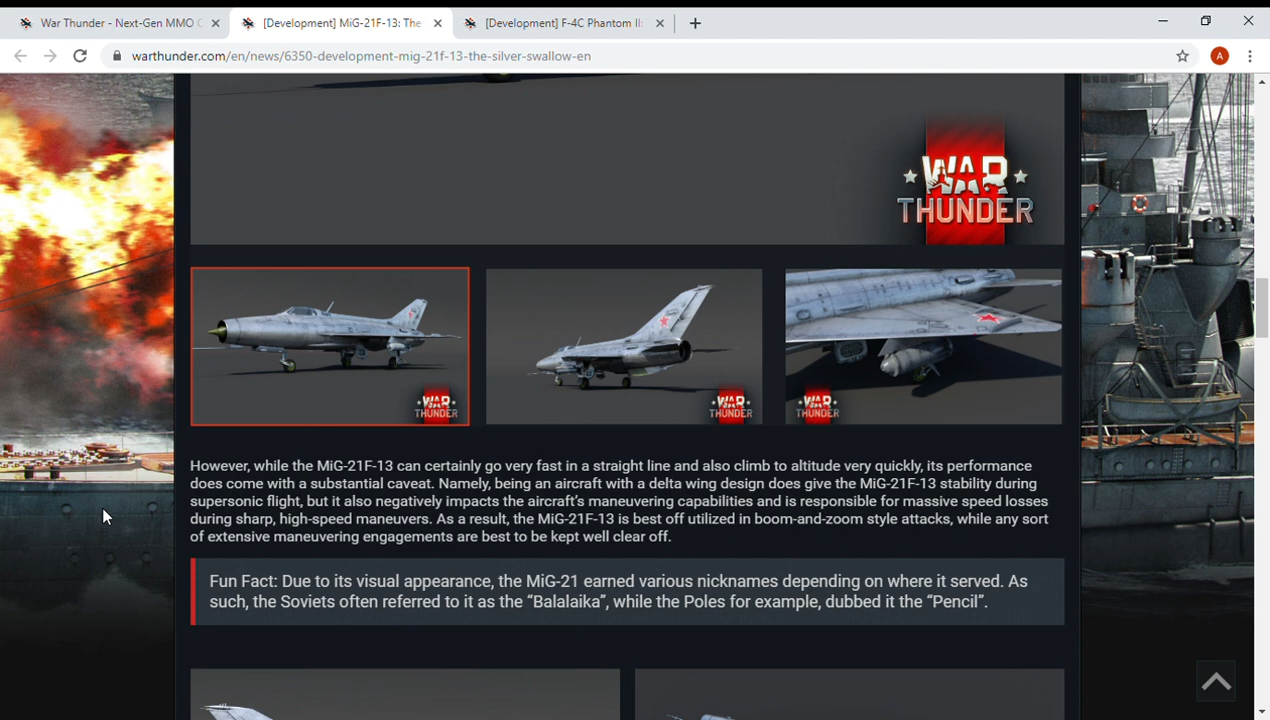 War Thunder - Next-Gen MMO C
[Development] MiG-21F-13: The
[Development] F-4C Phantom II:
warthunder.com/en/news/6350-development-mig-21f-13-the-silver-swallow-en
A
WAR
THUNDER
WAR
THUNDER
WAR
THUNDER
WAR
THUNDER
However, while the MiG-21F-13 can certainly go very fast in a straight line and also climb to altitude very quickly, its performance
does come with a substantial caveat. Namely, being an aircraft with a delta wing design does give the MiG-21F-13 stability during
supersonic flight, but it also negatively impacts the aircraft's maneuvering capabilities and is responsible for massive speed losses
during sharp, high-speed maneuvers. As a result, the MiG-21F-13 is best off utilized in boom-and-zoom style attacks, while any sort
of extensive maneuvering engagements are best to be kept well clear off.
Fun Fact: Due to its visual appearance, the MiG-21 earned various nicknames depending on where it served. As
such, the Soviets often referred to it as the “Balalaika”, while the Poles for example, dubbed it the “Pencil”.